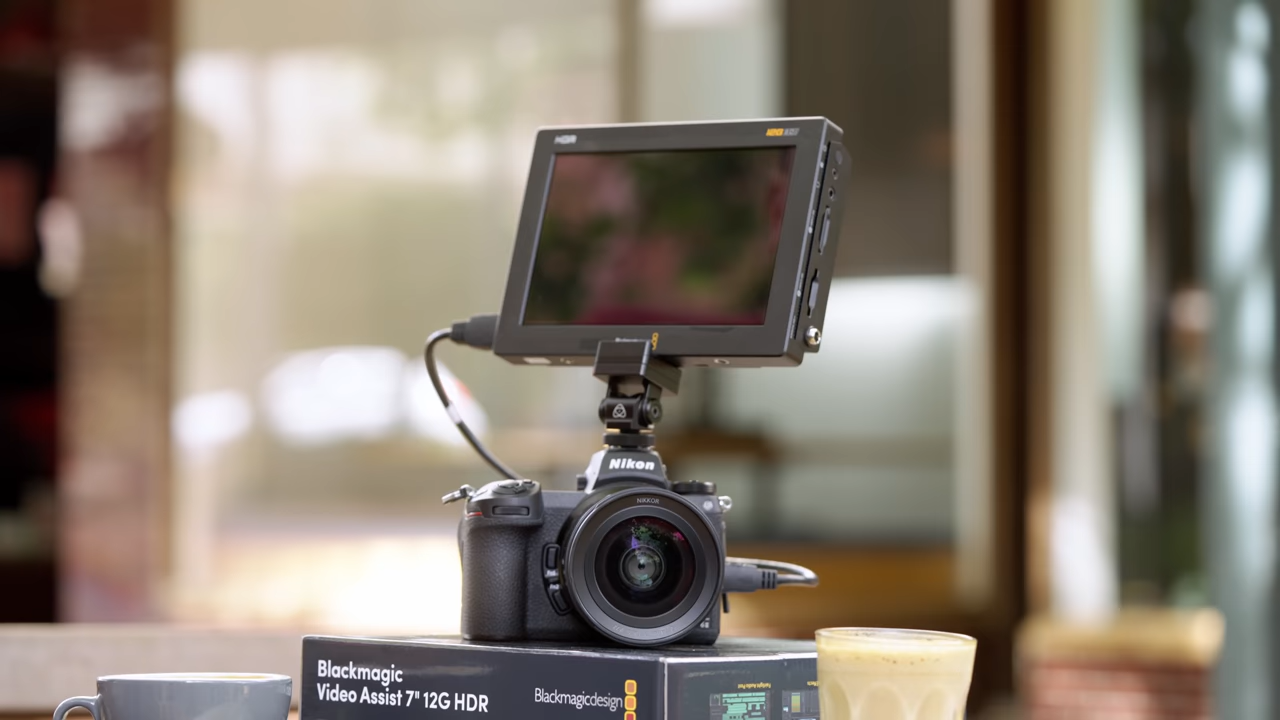 HDR
Nikon
NIKKOR
Blackmagic
Video Assist 7" 12G HDR
Blackmagicdesign